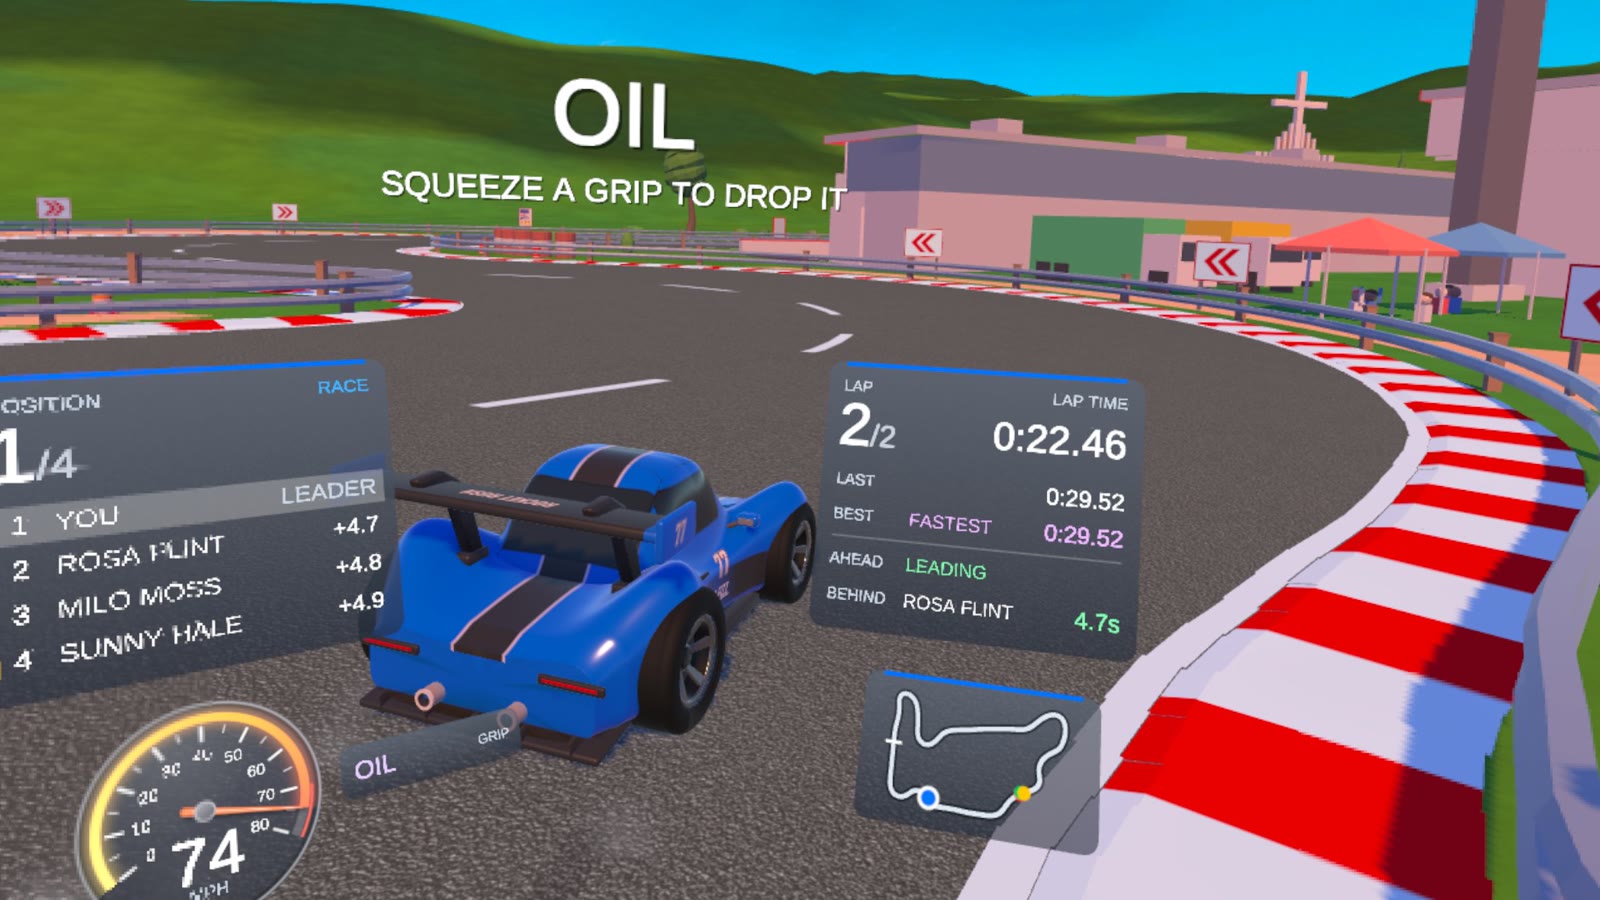 OIL
SQUEEZE A GRIP TO DROP IT
OSITION
RACE
1/4
LEADER
1 YOU
2 ROSA FLINT +4.7
3 MILO MOSS +4.8
4 SUNNY HALE +4.9
LAP
LAP TIME
2/2
0:22.46
LAST 0:29.52
BEST FASTEST 0:29.52
AHEAD LEADING
BEHIND ROSA FLINT 4.7s
77
77
OIL GRIP
0
10
20
30
40
50
60
70
80
74
MPH